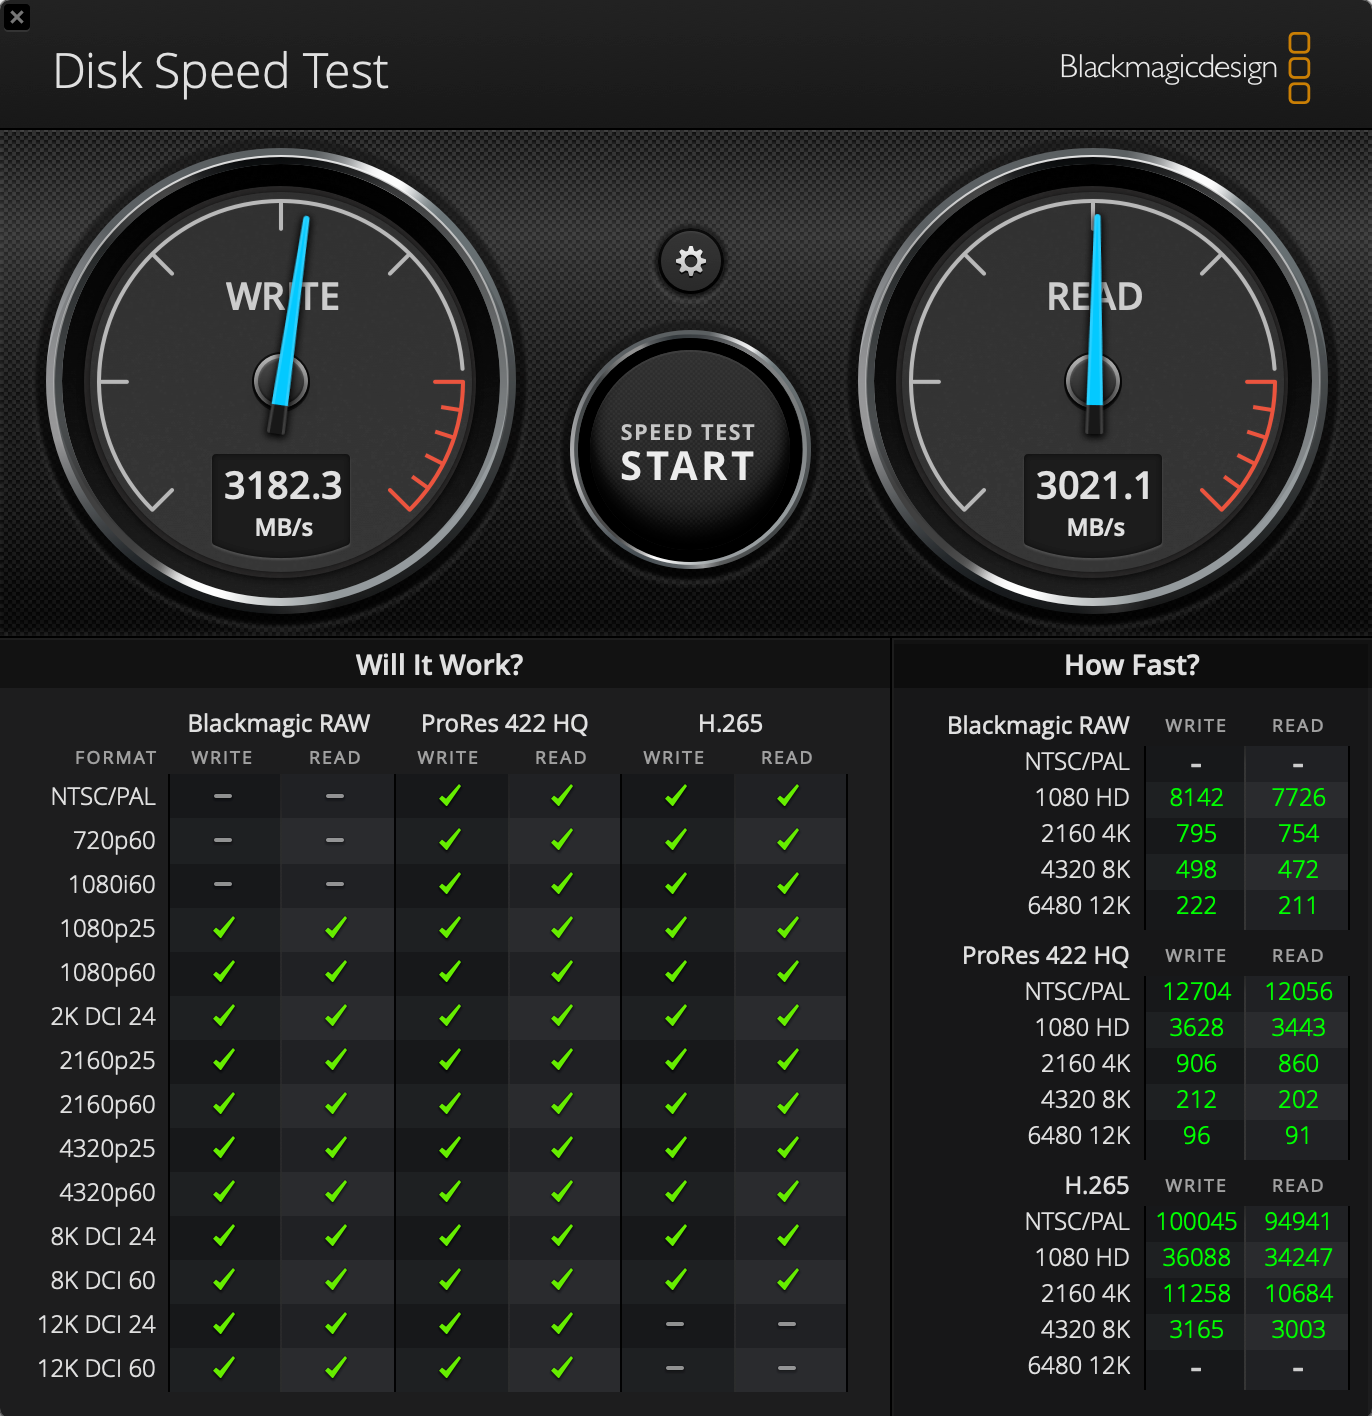 Disk Speed Test
Blackmagicdesign
WRITE
3182.3
MB/s
SPEED TEST
START
READ
3021.1
MB/s
Will It Work?
Blackmagic RAW ProRes 422 HQ H.265
FORMAT WRITE READ WRITE READ WRITE READ
NTSC/PAL – – ✓ ✓ ✓ ✓
720p60 – – ✓ ✓ ✓ ✓
1080i60 – – ✓ ✓ ✓ ✓
1080p25 ✓ ✓ ✓ ✓ ✓ ✓
1080p60 ✓ ✓ ✓ ✓ ✓ ✓
2K DCI 24 ✓ ✓ ✓ ✓ ✓ ✓
2160p25 ✓ ✓ ✓ ✓ ✓ ✓
2160p60 ✓ ✓ ✓ ✓ ✓ ✓
4320p25 ✓ ✓ ✓ ✓ ✓ ✓
4320p60 ✓ ✓ ✓ ✓ ✓ ✓
8K DCI 24 ✓ ✓ ✓ ✓ ✓ ✓
8K DCI 60 ✓ ✓ ✓ ✓ ✓ ✓
12K DCI 24 ✓ ✓ ✓ ✓ – –
12K DCI 60 ✓ ✓ ✓ ✓ – –
How Fast?
Blackmagic RAW WRITE READ
NTSC/PAL - -
1080 HD 8142 7726
2160 4K 795 754
4320 8K 498 472
6480 12K 222 211
ProRes 422 HQ WRITE READ
NTSC/PAL 12704 12056
1080 HD 3628 3443
2160 4K 906 860
4320 8K 212 202
6480 12K 96 91
H.265 WRITE READ
NTSC/PAL 100045 94941
1080 HD 36088 34247
2160 4K 11258 10684
4320 8K 3165 3003
6480 12K - -